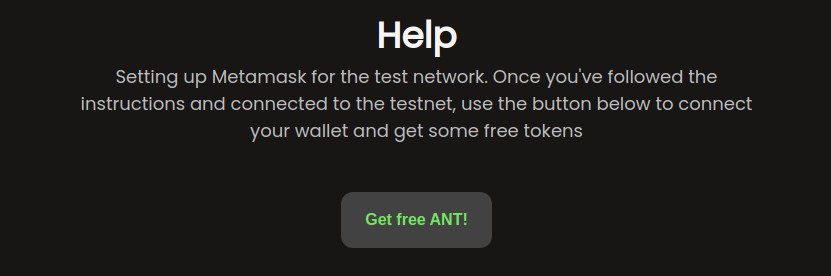 Help
Setting up Metamask for the test network. Once you've followed the
instructions and connected to the testnet, use the button below to connect
your wallet and get some free tokens
Get free ANT!